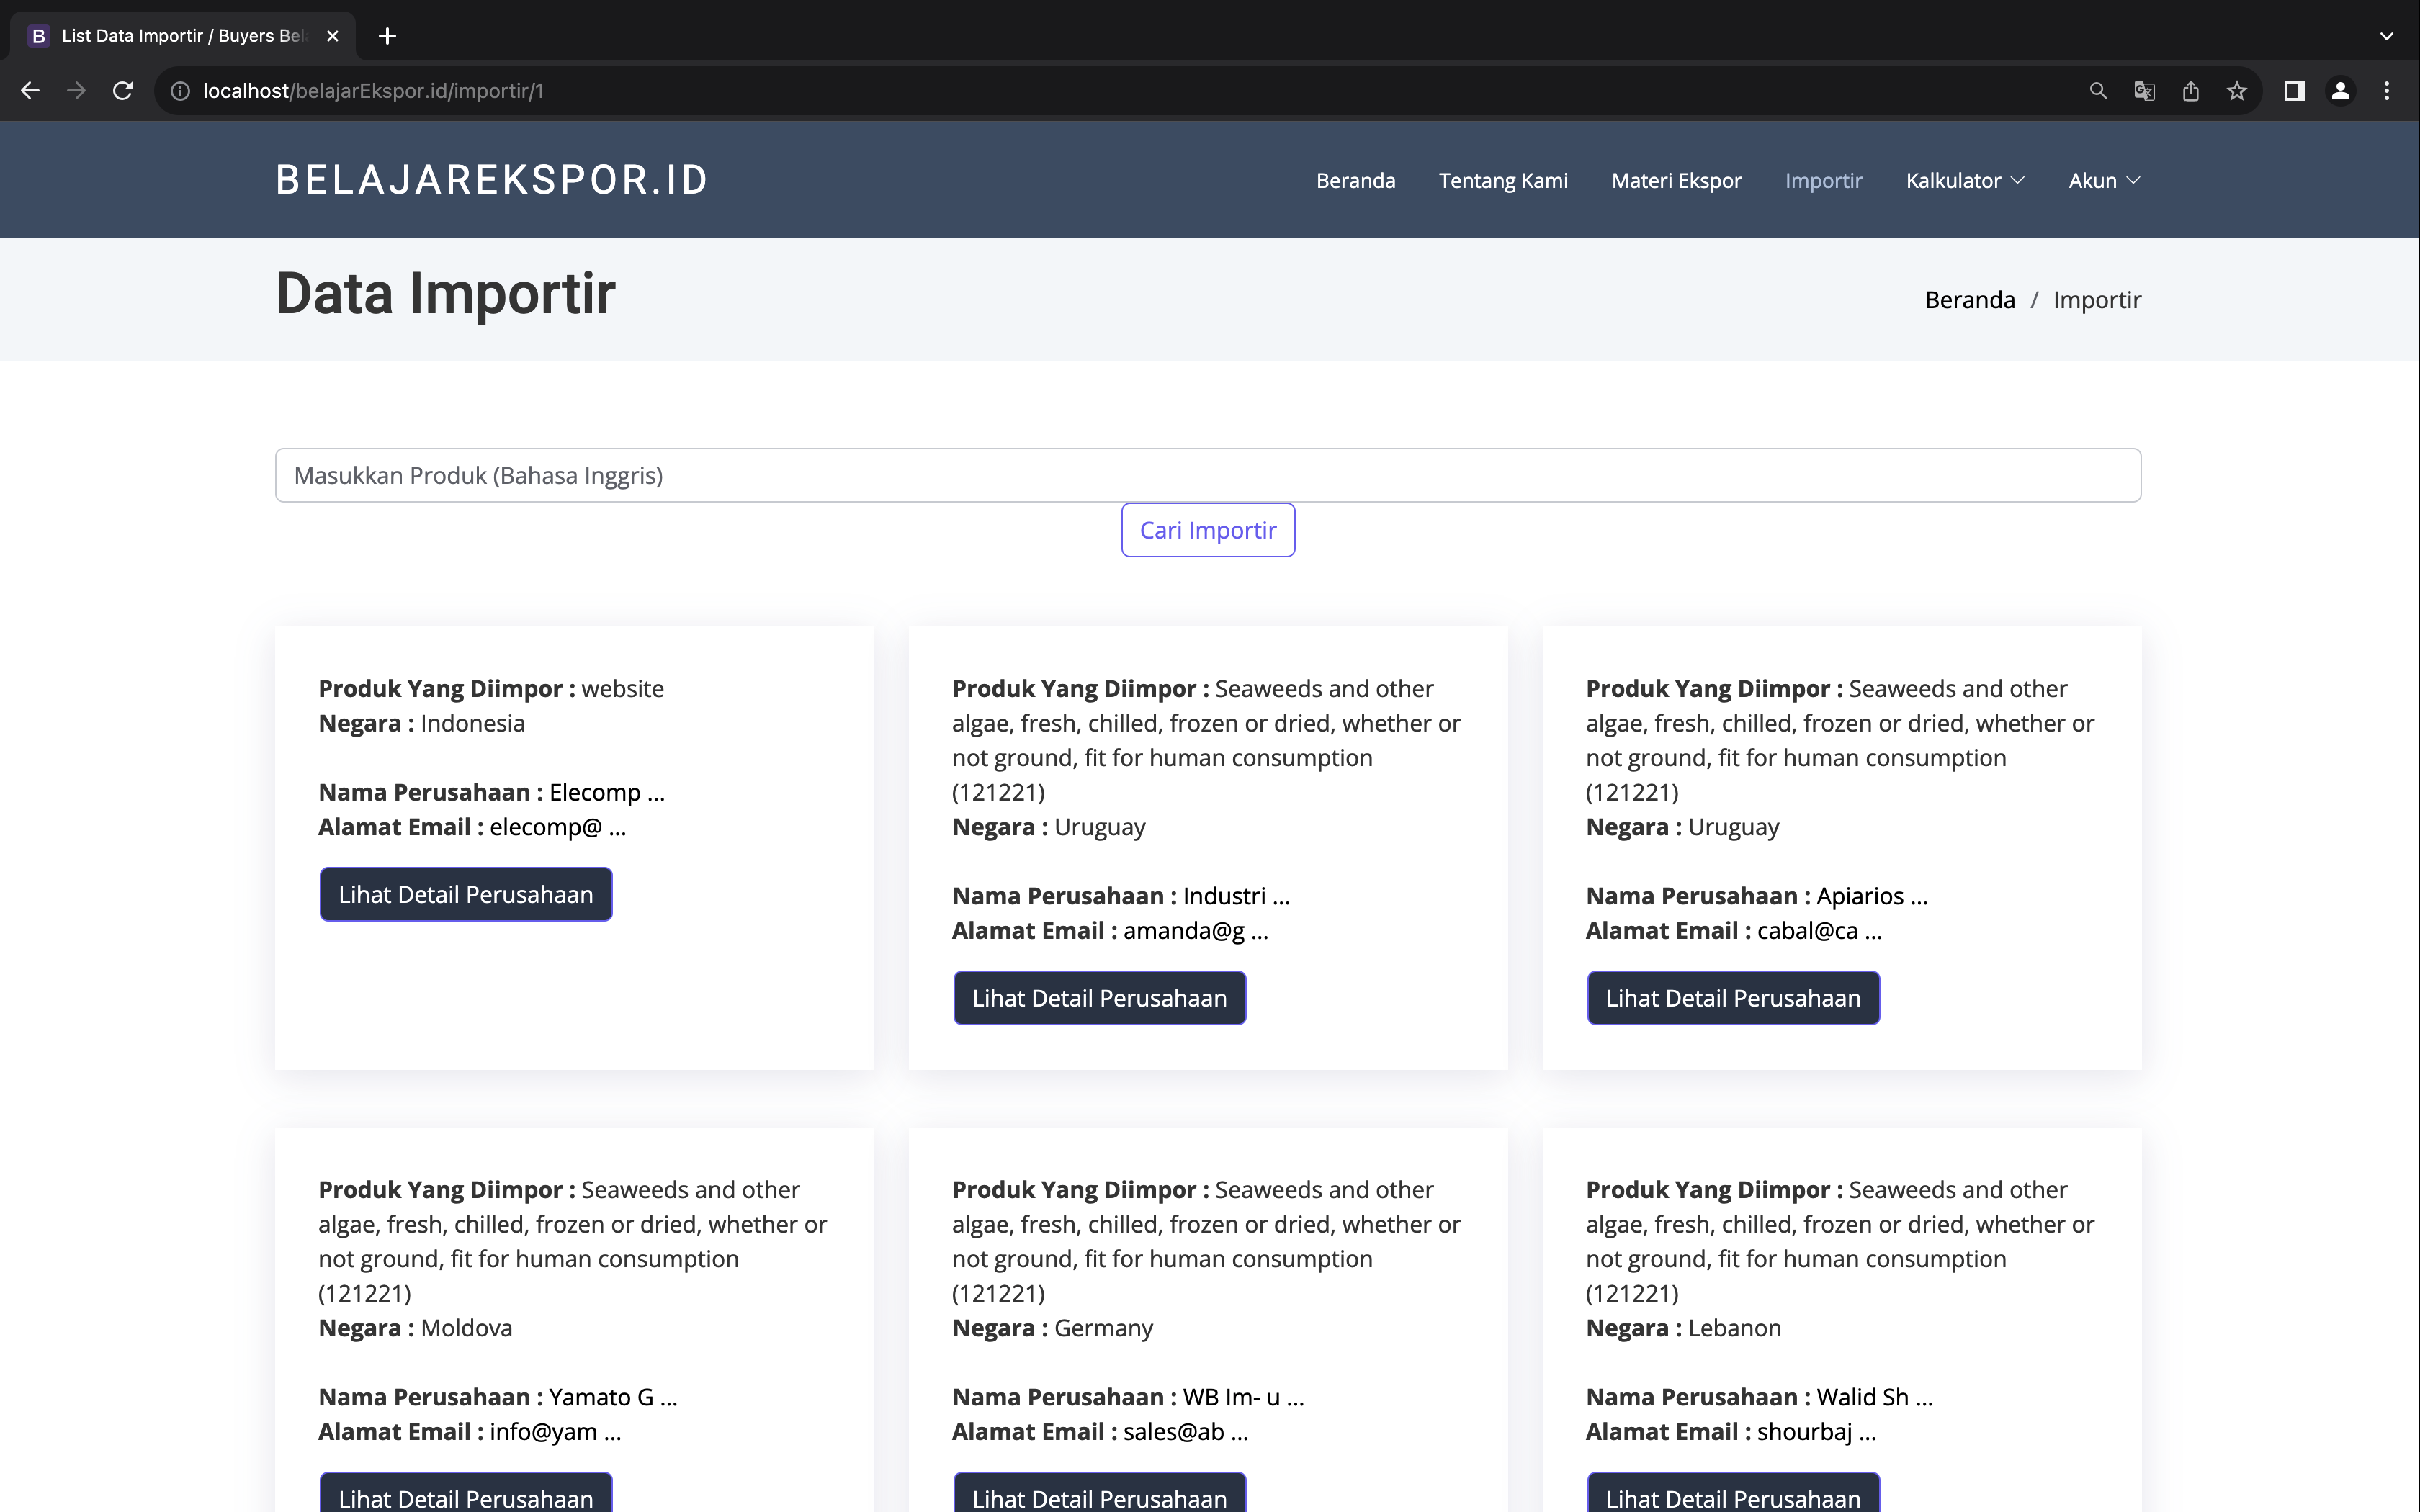 List Data Importir / Buyers Bel
localhost/belajarEkspor.id/importir/1
BELAJAREKSPOR.ID
Beranda
Tentang Kami
Materi Ekspor
Importir
Kalkulator
Akun
Data Importir
Beranda / Importir
Masukkan Produk (Bahasa Inggris)
Cari Importir
Produk Yang Diimpor : website
Negara : Indonesia
Nama Perusahaan : Elecomp ...
Alamat Email : elecomp@ ...
Lihat Detail Perusahaan
Produk Yang Diimpor : Seaweeds and other
algae, fresh, chilled, frozen or dried, whether or
not ground, fit for human consumption
(121221)
Negara : Uruguay
Nama Perusahaan : Industri ...
Alamat Email : amanda@g ...
Lihat Detail Perusahaan
Produk Yang Diimpor : Seaweeds and other
algae, fresh, chilled, frozen or dried, whether or
not ground, fit for human consumption
(121221)
Negara : Uruguay
Nama Perusahaan : Apiarios ...
Alamat Email : cabal@ca ...
Lihat Detail Perusahaan
Produk Yang Diimpor : Seaweeds and other
algae, fresh, chilled, frozen or dried, whether or
not ground, fit for human consumption
(121221)
Negara : Moldova
Nama Perusahaan : Yamato G ...
Alamat Email : info@yam ...
Lihat Detail Perusahaan
Produk Yang Diimpor : Seaweeds and other
algae, fresh, chilled, frozen or dried, whether or
not ground, fit for human consumption
(121221)
Negara : Germany
Nama Perusahaan : WB Im- u ...
Alamat Email : sales@ab ...
Lihat Detail Perusahaan
Produk Yang Diimpor : Seaweeds and other
algae, fresh, chilled, frozen or dried, whether or
not ground, fit for human consumption
(121221)
Negara : Lebanon
Nama Perusahaan : Walid Sh ...
Alamat Email : shourbaj ...
Lihat Detail Perusahaan